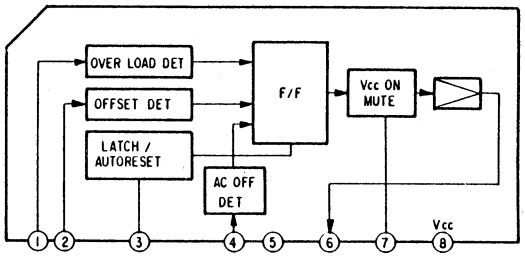 OVER LOAD DET
OFFSET DET
LATCH /
AUTORESET
F/F
Vcc ON
MUTE
AC OFF
DET
Vcc
1 2 3 4 5 6 7 8